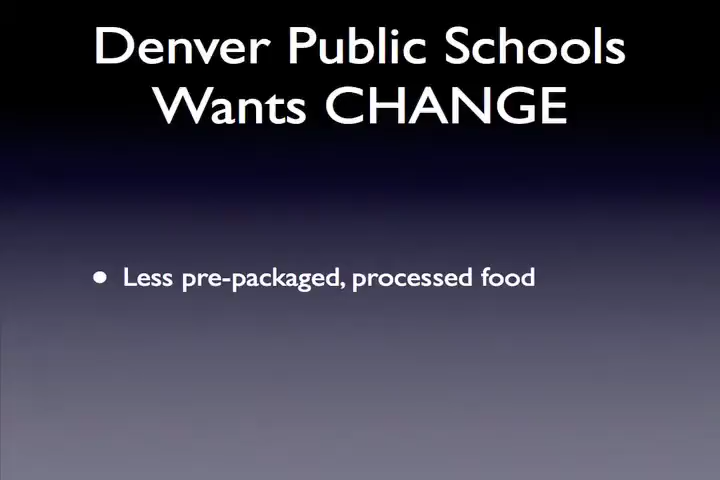 Denver Public Schools
Wants CHANGE
• Less pre-packaged, processed food